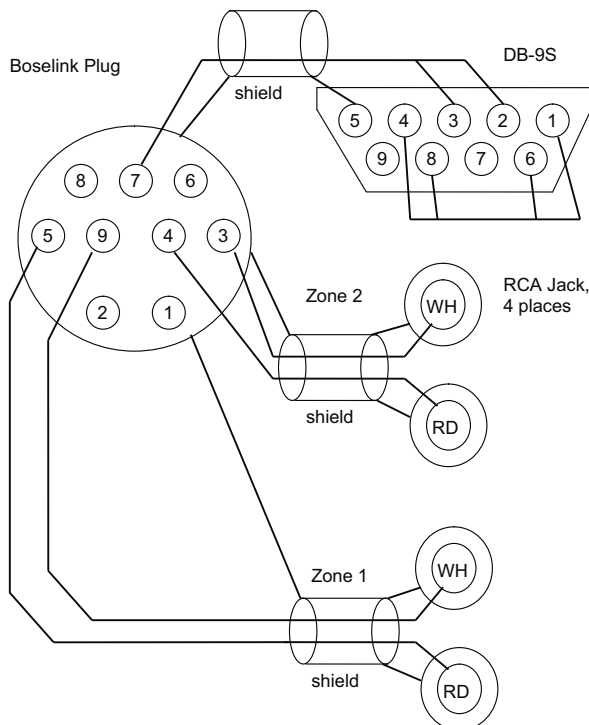 Boselink Plug
DB-9S
shield
5 4 3 2 1
9 8 7 6
8 7 6
5 9 4 3
2 1
Zone 2
WH
RCA Jack,
4 places
shield
RD
Zone 1
WH
shield
RD